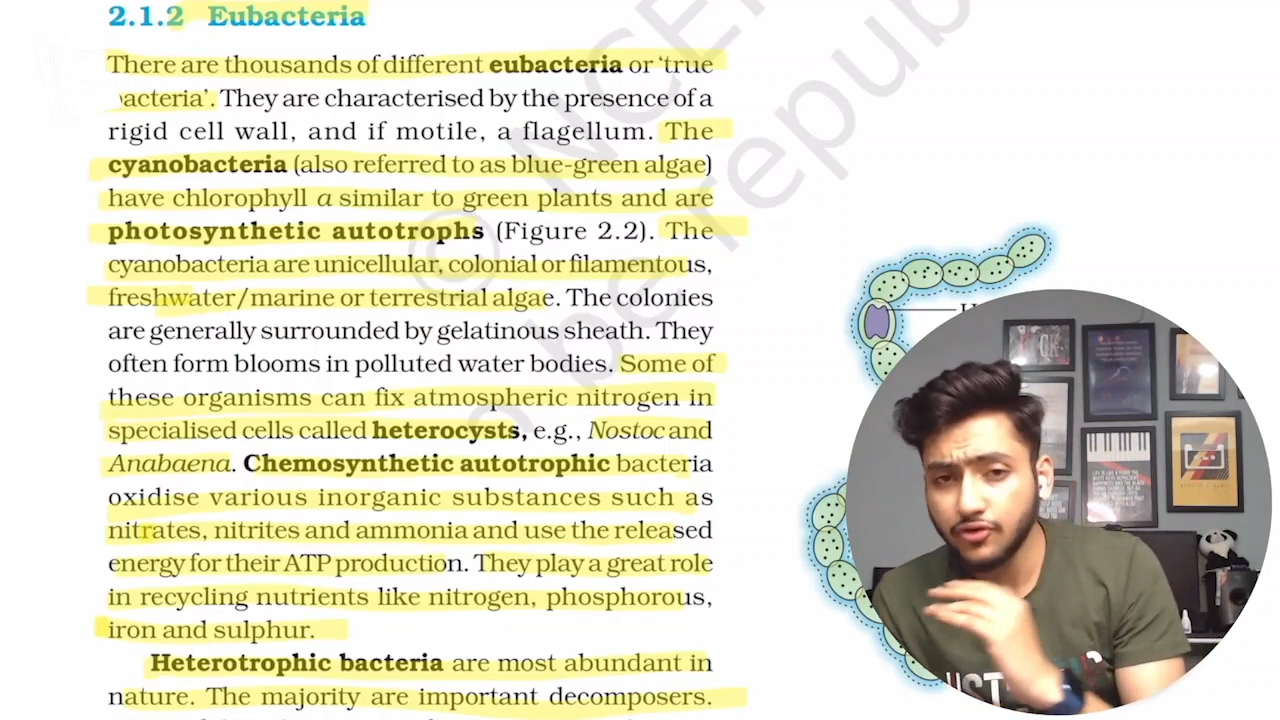 2.1.2 Eubacteria
There are thousands of different eubacteria or ‘true
acteria’. They are characterised by the presence of a
rigid cell wall, and if motile, a flagellum. The
cyanobacteria (also referred to as blue-green algae)
have chlorophyll a similar to green plants and are
photosynthetic autotrophs (Figure 2.2). The
cyanobacteria are unicellular, colonial or filamentous,
freshwater/marine or terrestrial algae. The colonies
are generally surrounded by gelatinous sheath. They
often form blooms in polluted water bodies. Some of
these organisms can fix atmospheric nitrogen in
specialised cells called heterocysts, e.g., Nostoc and
Anabaena. Chemosynthetic autotrophic bacteria
oxidise various inorganic substances such as
nitrates, nitrites and ammonia and use the released
energy for their ATP production. They play a great role
in recycling nutrients like nitrogen, phosphorous,
iron and sulphur.
Heterotrophic bacteria are most abundant in
nature. The majority are important decomposers.
© NCE
be repub